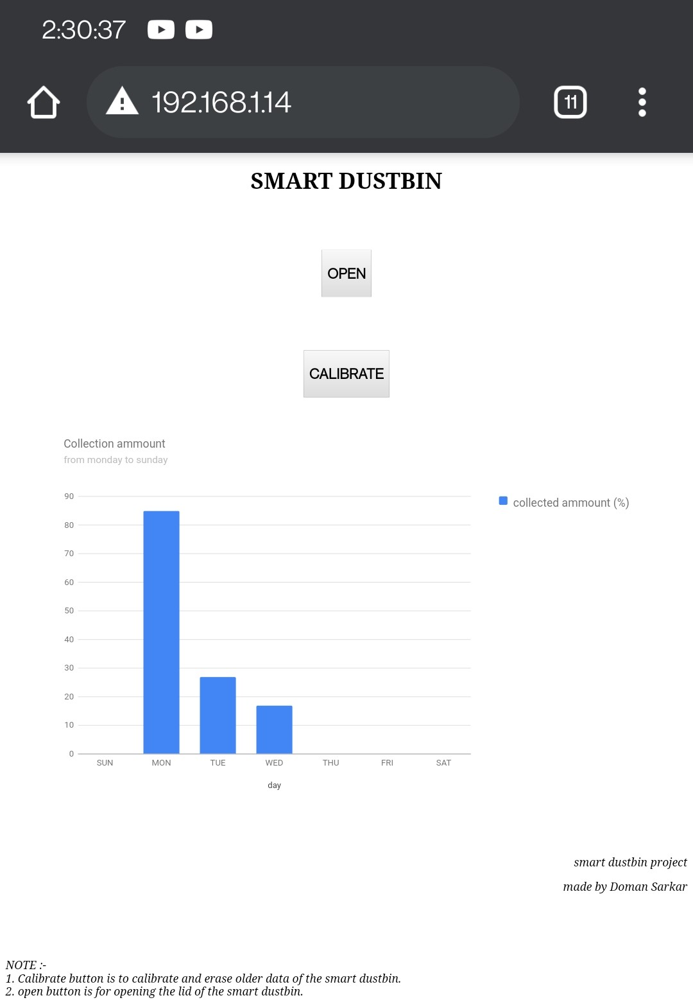 2:30:37
192.168.1.14
11
SMART DUSTBIN
OPEN
CALIBRATE
Collection ammount
from monday to sunday
90
collected ammount (%)
80
70
60
50
40
30
20
10
0
SUN MON TUE WED THU FRI SAT
day
smart dustbin project
made by Doman Sarkar
NOTE :-
1. Calibrate button is to calibrate and erase older data of the smart dustbin.
2. open button is for opening the lid of the smart dustbin.